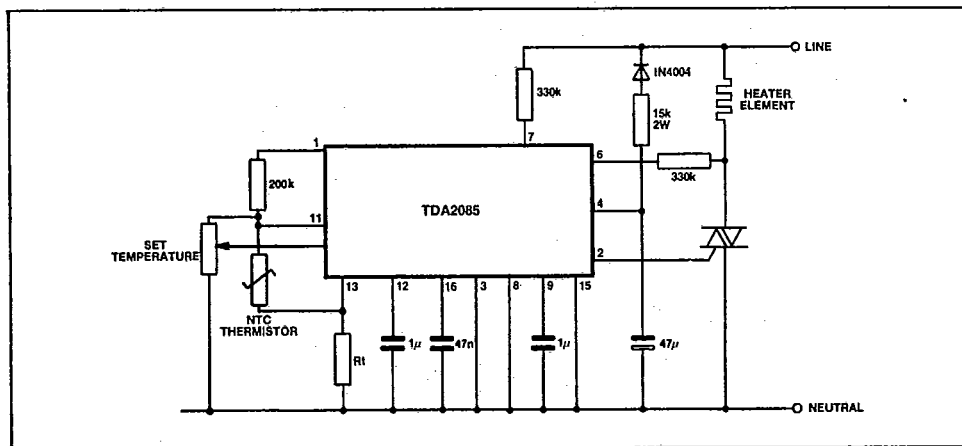 LINE
IN4004
330k
HEATER
ELEMENT
15k
2W
7
1
6
330k
200k
TDA2085
4
11
SET
TEMPERATURE
2
13
12
16
3
8
9
15
NTC
THERMISTOR
Rt
1μ
47n
1μ
47μ
NEUTRAL